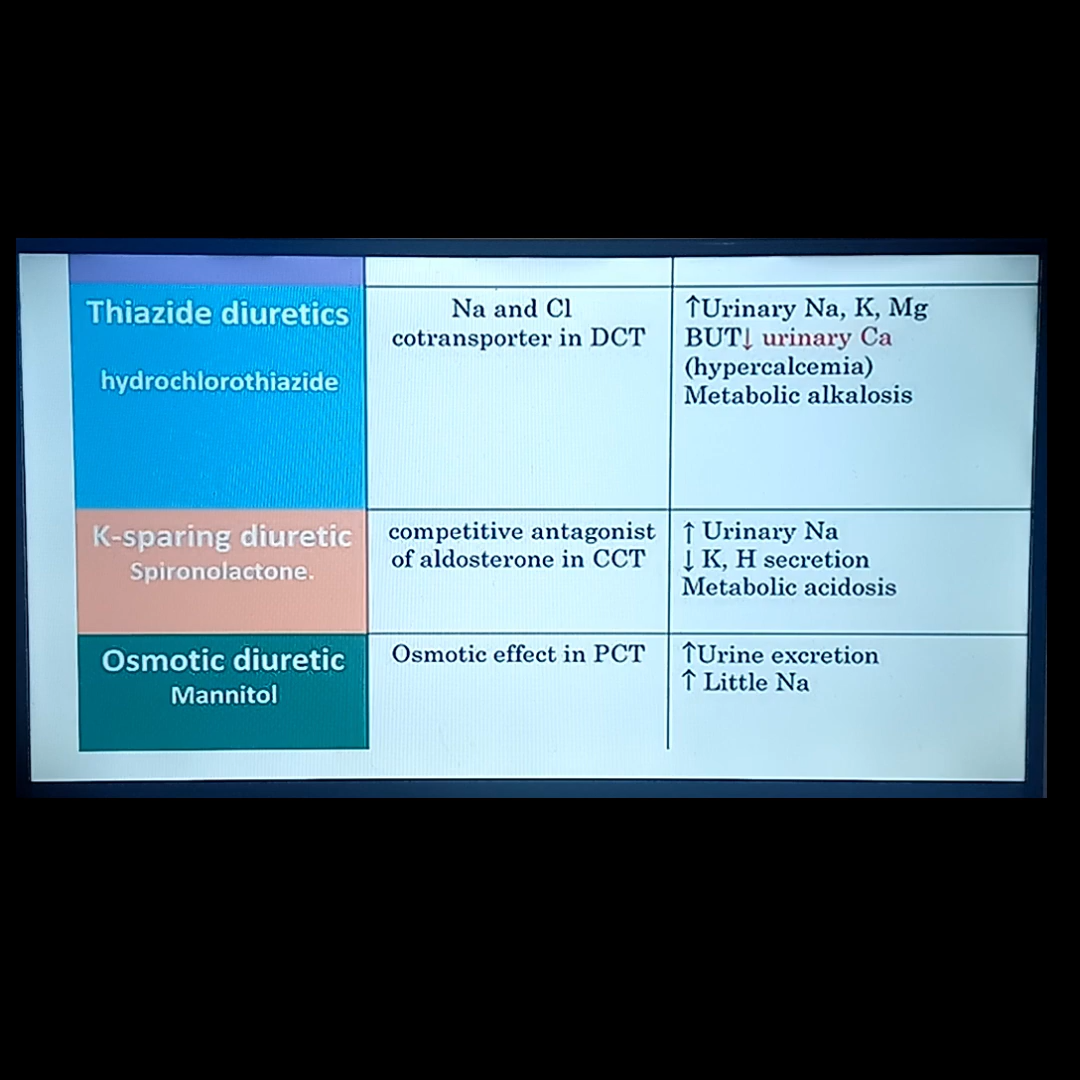 Thiazide diuretics
hydrochlorothiazide
Na and Cl
cotransporter in DCT
↑Urinary Na, K, Mg
BUT↓ urinary Ca
(hypercalcemia)
Metabolic alkalosis
K-sparing diuretic
Spironolactone.
competitive antagonist
of aldosterone in CCT
↑ Urinary Na
↓ K, H secretion
Metabolic acidosis
Osmotic diuretic
Mannitol
Osmotic effect in PCT
↑Urine excretion
↑ Little Na